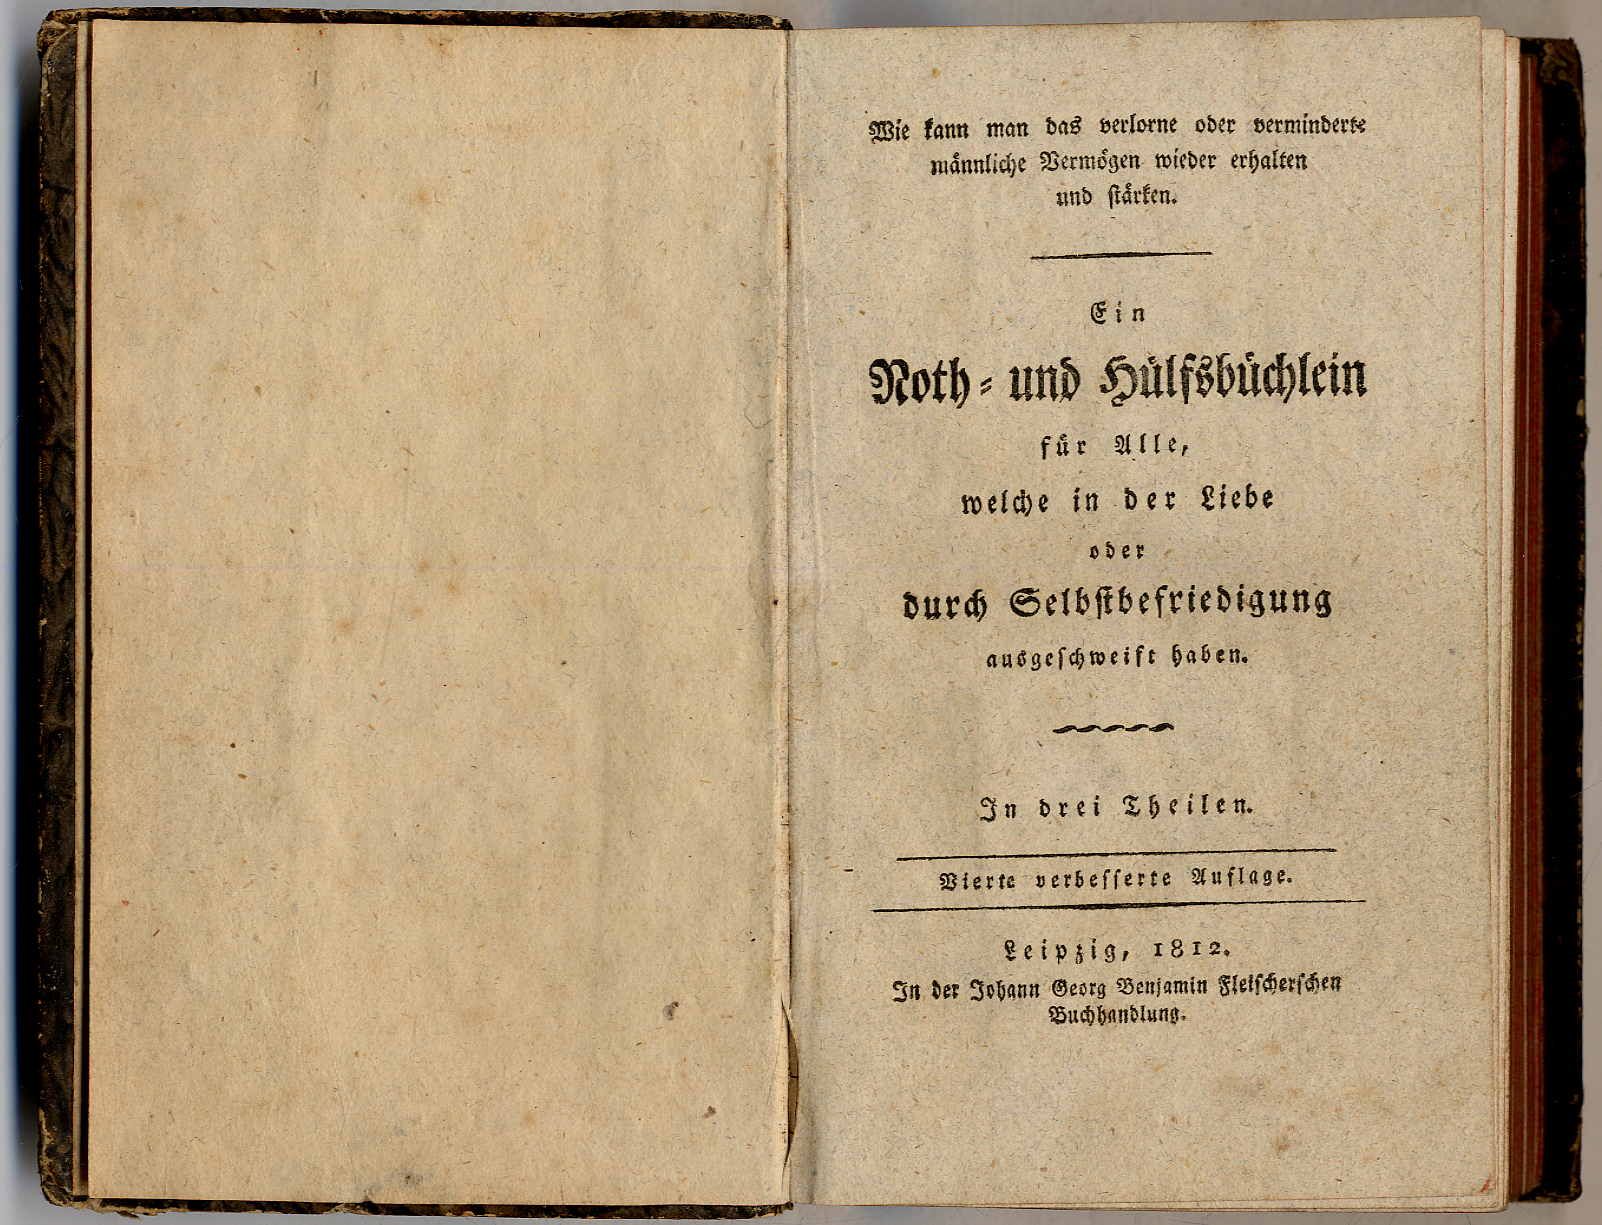 Wie kann man das verlorne oder verminderte
männliche Vermögen wieder erhalten
und ſtärken.
Ein
Noth- und Hülfsbüchlein
für Alle,
welche in der Liebe
oder
durch Selbſtbefriedigung
ausgeſchweift haben.
In drei Theilen.
Vierte verbeſſerte Auflage.
Leipzig, 1812.
In der Johann Georg Benjamin Fleiſcherſchen
Buchhandlung.